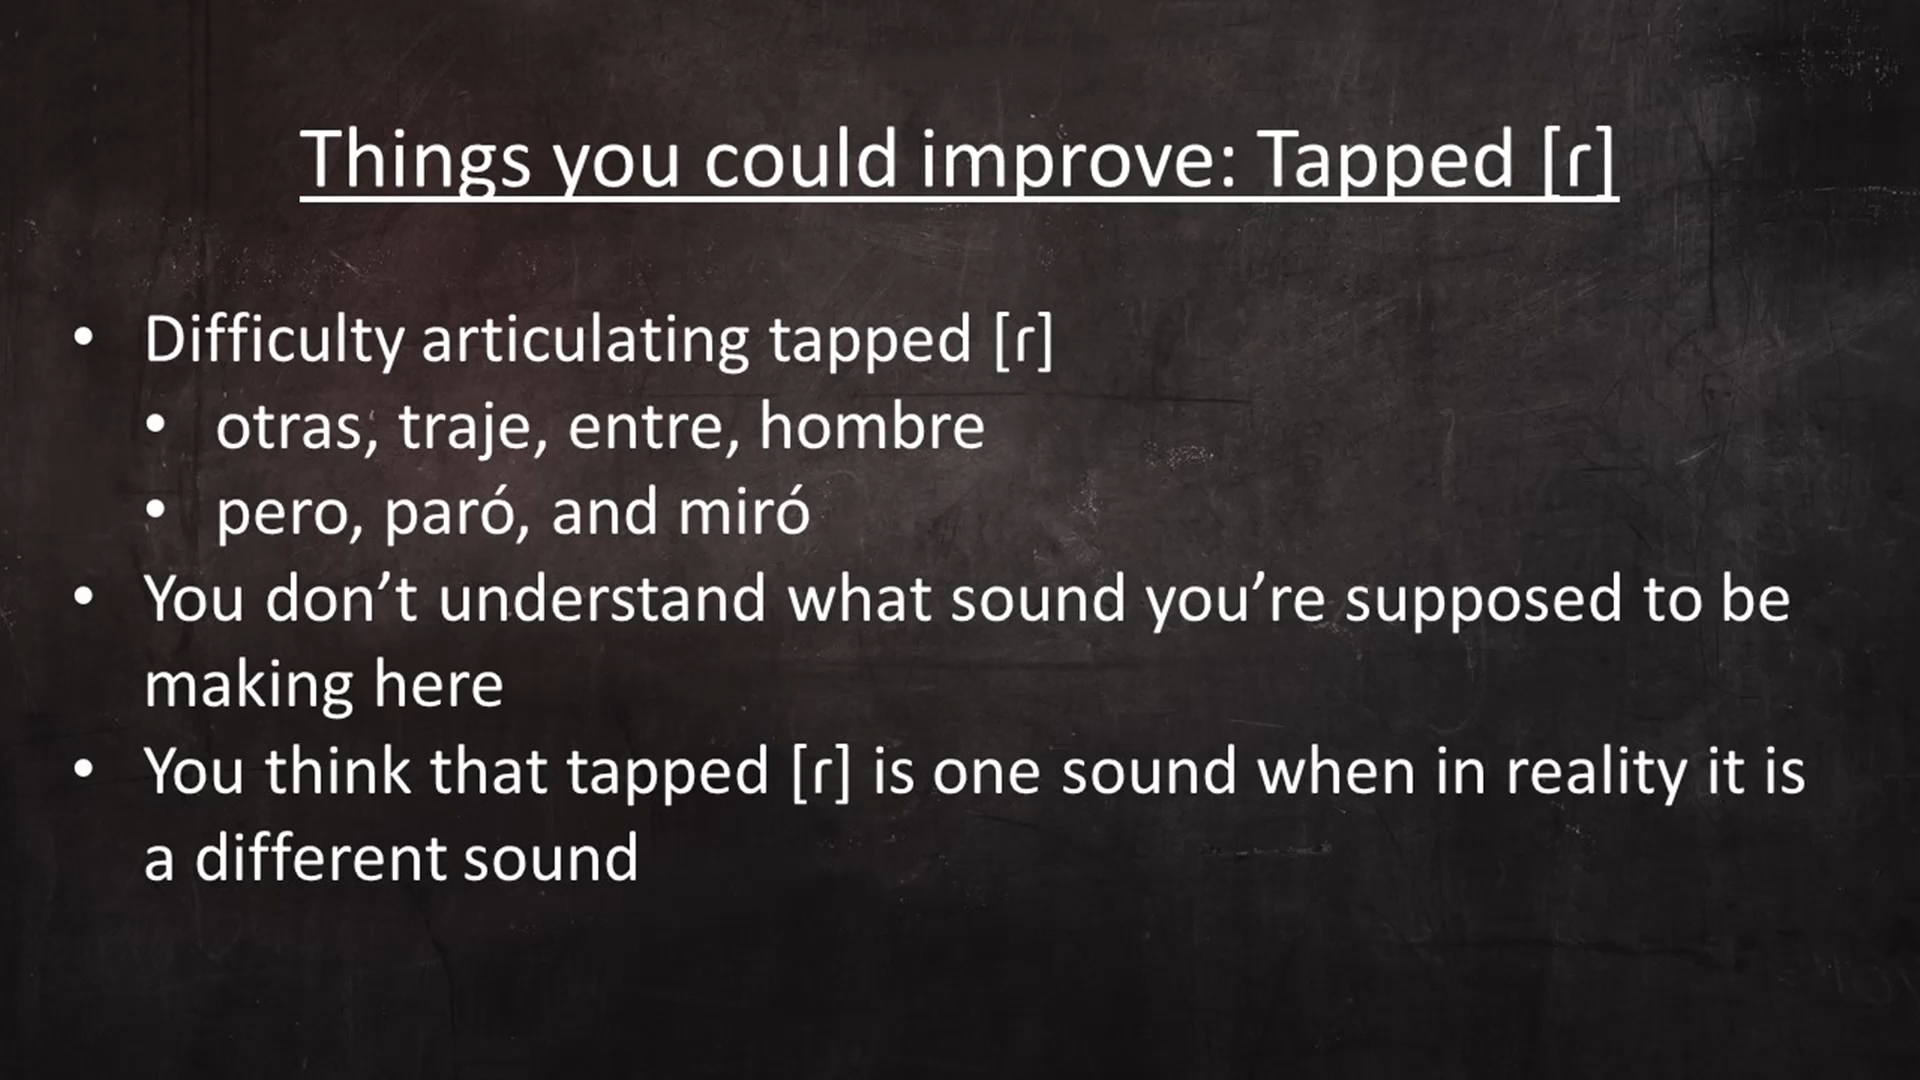 Things you could improve: Tapped [ɾ]
• Difficulty articulating tapped [ɾ]
• otras, traje, entre, hombre
• pero, paró, and miró
• You don’t understand what sound you’re supposed to be
making here
• You think that tapped [ɾ] is one sound when in reality it is
a different sound